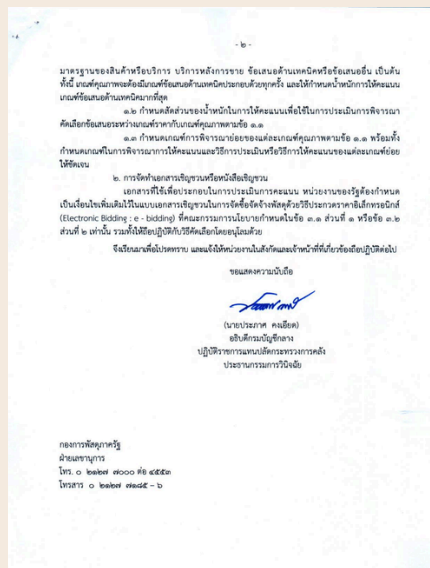 - ๒ -
มาตรฐานของสินค้าหรือบริการ บริการหลังการขาย ข้อเสนอด้านเทคนิคหรือข้อเสนออื่น เป็นต้น
ทั้งนี้ เกณฑ์คุณภาพจะต้องมีเกณฑ์ข้อเสนอด้านเทคนิคประกอบด้วยทุกครั้ง และให้กำหนดน้ำหนักการให้คะแนน
เกณฑ์ข้อเสนอด้านเทคนิคมากที่สุด
๑.๒ กำหนดสัดส่วนของน้ำหนักในการให้คะแนนเพื่อใช้ในการประเมินการพิจารณา
คัดเลือกข้อเสนอระหว่างเกณฑ์ราคากับเกณฑ์คุณภาพตามข้อ ๑.๑
๑.๓ กำหนดเกณฑ์การพิจารณาย่อยของแต่ละเกณฑ์คุณภาพตามข้อ ๑.๑ พร้อมทั้ง
กำหนดเกณฑ์ในการพิจารณาการให้คะแนนและวิธีการประเมินหรือวิธีการให้คะแนนของแต่ละเกณฑ์ย่อย
ให้ชัดเจน
๒. การจัดทำเอกสารเชิญชวนหรือหนังสือเชิญชวน
เอกสารที่ใช้เพื่อประกอบในการประเมินการคะแนน หน่วยงานของรัฐต้องกำหนด
เป็นเงื่อนไขเพิ่มเติมไว้ในแบบเอกสารเชิญชวนในการจัดซื้อจัดจ้างพัสดุด้วยวิธีประกวดราคาอิเล็กทรอนิกส์
(Electronic Bidding : e - bidding) ที่คณะกรรมการนโยบายกำหนดในข้อ ๓.๑ ส่วนที่ ๑ หรือข้อ ๓.๒
ส่วนที่ ๒ เท่านั้น รวมทั้งให้ถือปฏิบัติกับวิธีคัดเลือกโดยอนุโลมด้วย
จึงเรียนมาเพื่อโปรดทราบ และแจ้งให้หน่วยงานในสังกัดและเจ้าหน้าที่ที่เกี่ยวข้องถือปฏิบัติต่อไป
ขอแสดงความนับถือ
(นายประภาศ คงเอียด)
อธิบดีกรมบัญชีกลาง
ปฏิบัติราชการแทนปลัดกระทรวงการคลัง
ประธานกรรมการวินิจฉัย
กองการพัสดุภาครัฐ
ฝ่ายเลขานุการ
โทร. ๐ ๒๑๒๗ ๗๐๐๐ ต่อ ๔๕๕๓
โทรสาร ๐ ๒๑๒๗ ๗๑๘๕ – ๖